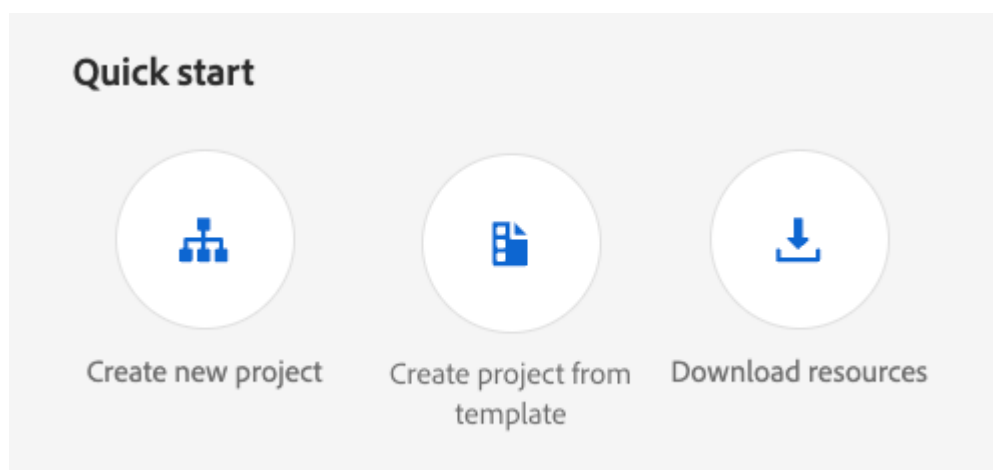 Quick start
Create new project
Create project from
template
Download resources